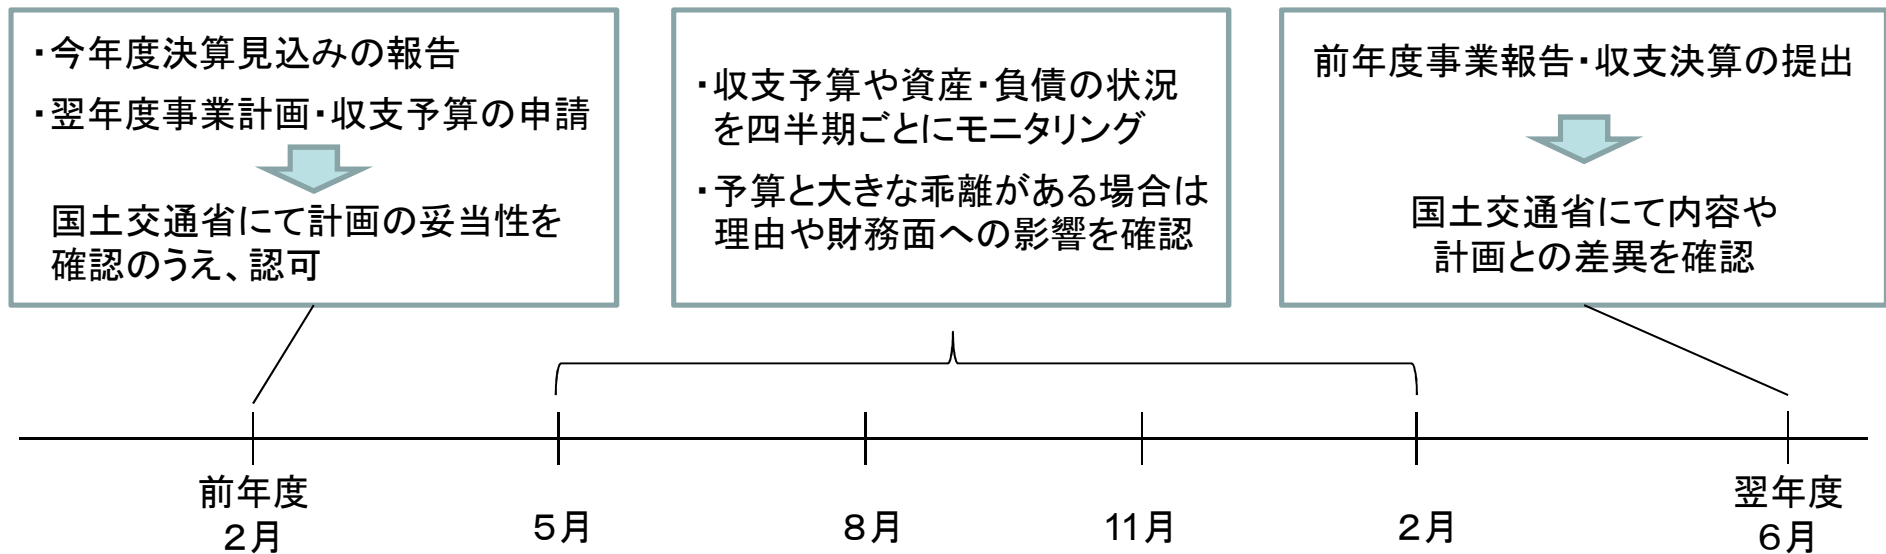 ・今年度決算見込みの報告
・翌年度事業計画・収支予算の申請
国土交通省にて計画の妥当性を
確認のうえ、認可
・収支予算や資産・負債の状況
を四半期ごとにモニタリング
・予算と大きな乖離がある場合は
理由や財務面への影響を確認
前年度事業報告・収支決算の提出
国土交通省にて内容や
計画との差異を確認
前年度
２月
５月
８月
11月
２月
翌年度
６月